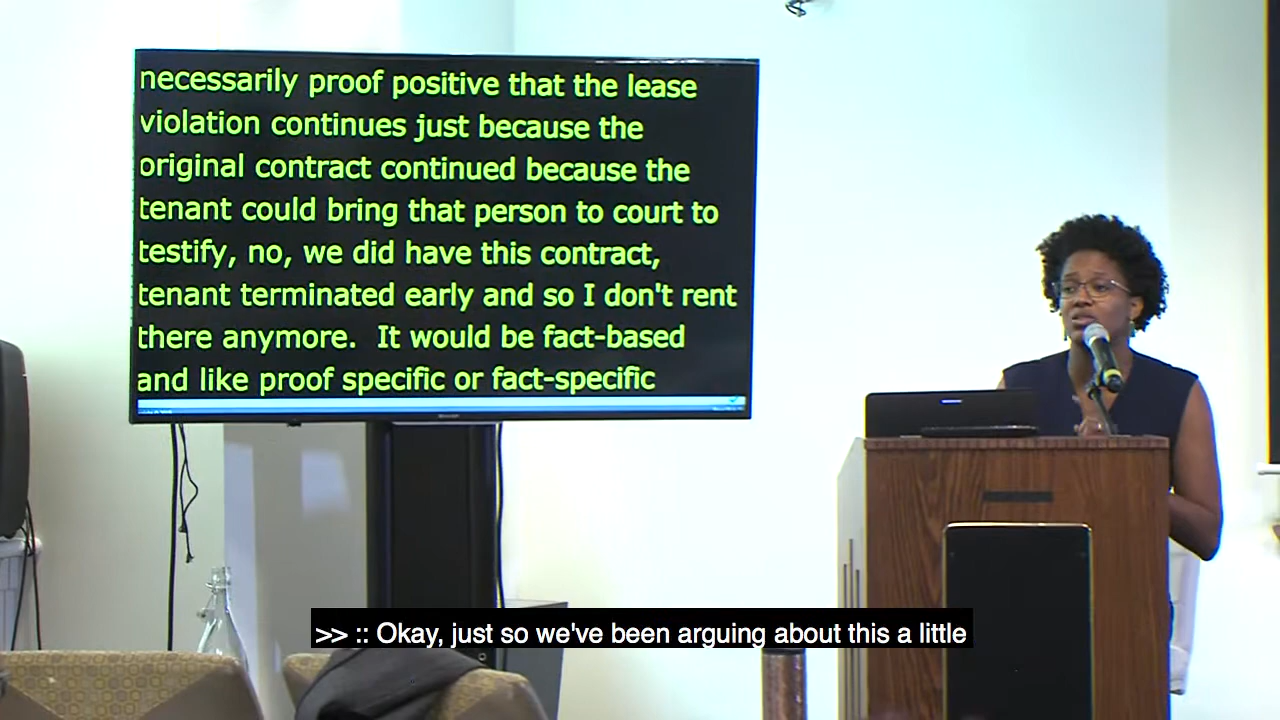 necessarily proof positive that the lease
violation continues just because the
original contract continued because the
tenant could bring that person to court to
testify, no, we did have this contract,
tenant terminated early and so I don't rent
there anymore.  It would be fact-based
and like proof specific or fact-specific
>> :: Okay, just so we've been arguing about this a little